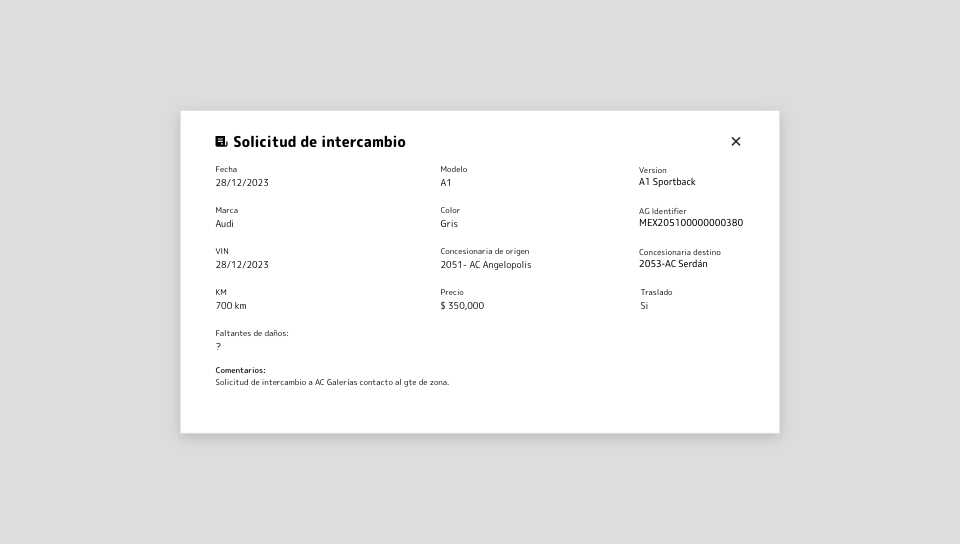 Solicitud de intercambio
Fecha
28/12/2023
Modelo
A1
Version
A1 Sportback
Marca
Audi
Color
Gris
AG Identifier
MEX205100000000380
VIN
28/12/2023
Concesionaria de origen
2051- AC Angelopolis
Concesionaria destino
2053-AC Serdán
KM
700 km
Precio
$ 350,000
Traslado
Si
Faltantes de daños:
?
Comentarios:
Solicitud de intercambio a AC Galerías contacto al gte de zona.